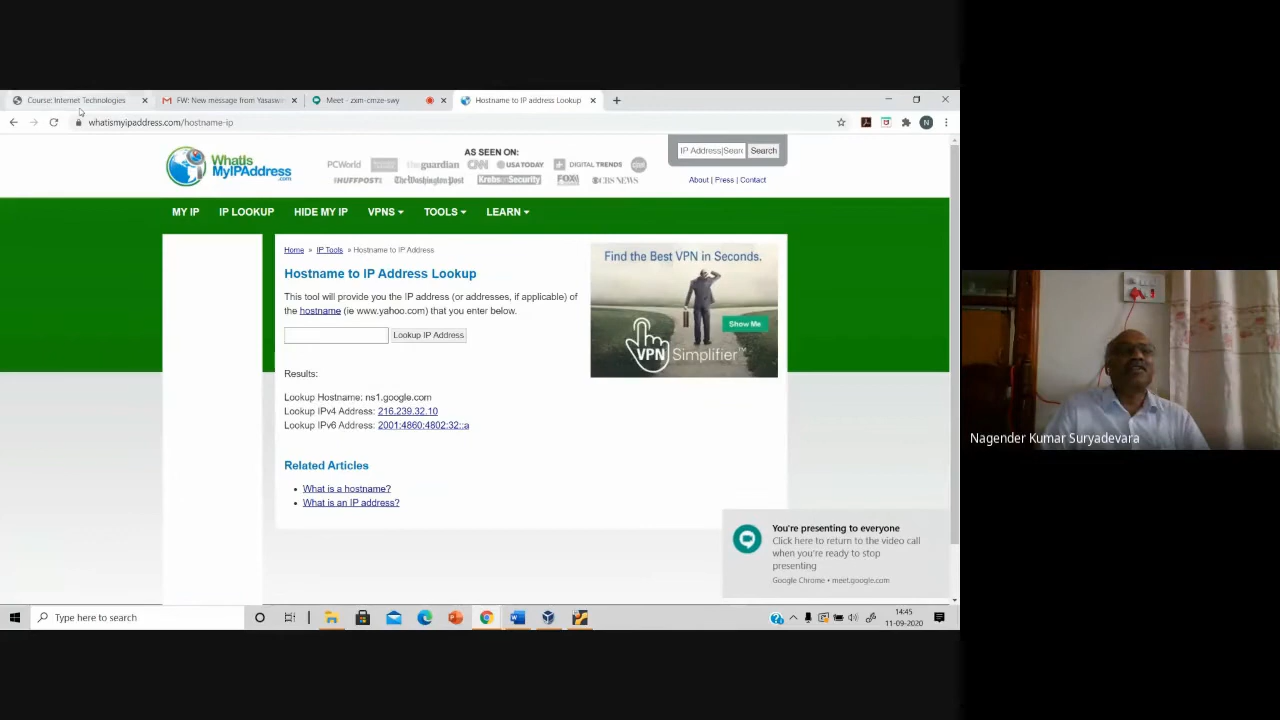 Course: Internet Technologies
FW: New message from Yasasw
Meet - zxm-cmze-swy
Hostname to IP address Lookup
whatismyipaddress.com/hostname-ip
N
WhatIs
MyIPAddress
.com
AS SEEN ON:
PCWorld
theguardian
CNN
USA TODAY
DIGITAL TRENDS
IHUFFPOST:
The Washington Post
Krebs on Security
FOX
CBS NEWS
IP Address|Searc
Search
About | Press | Contact
MY IP
IP LOOKUP
HIDE MY IP
VPNS
TOOLS
LEARN
Home » IP Tools » Hostname to IP Address
Hostname to IP Address Lookup
This tool will provide you the IP address (or addresses, if applicable) of
the hostname (ie www.yahoo.com) that you enter below.
Lookup IP Address
Results:
Lookup Hostname: ns1.google.com
Lookup IPv4 Address: 216.239.32.10
Lookup IPv6 Address: 2001:4860:4802:32::a
Related Articles
What is a hostname?
What is an IP address?
Find the Best VPN in Seconds.
Show Me
VPN Simplifier™
You're presenting to everyone
Click here to return to the video call
when you're ready to stop
presenting
Google Chrome • meet.google.com
Type here to search
14:45
11-09-2020
Nagender Kumar Suryadevara